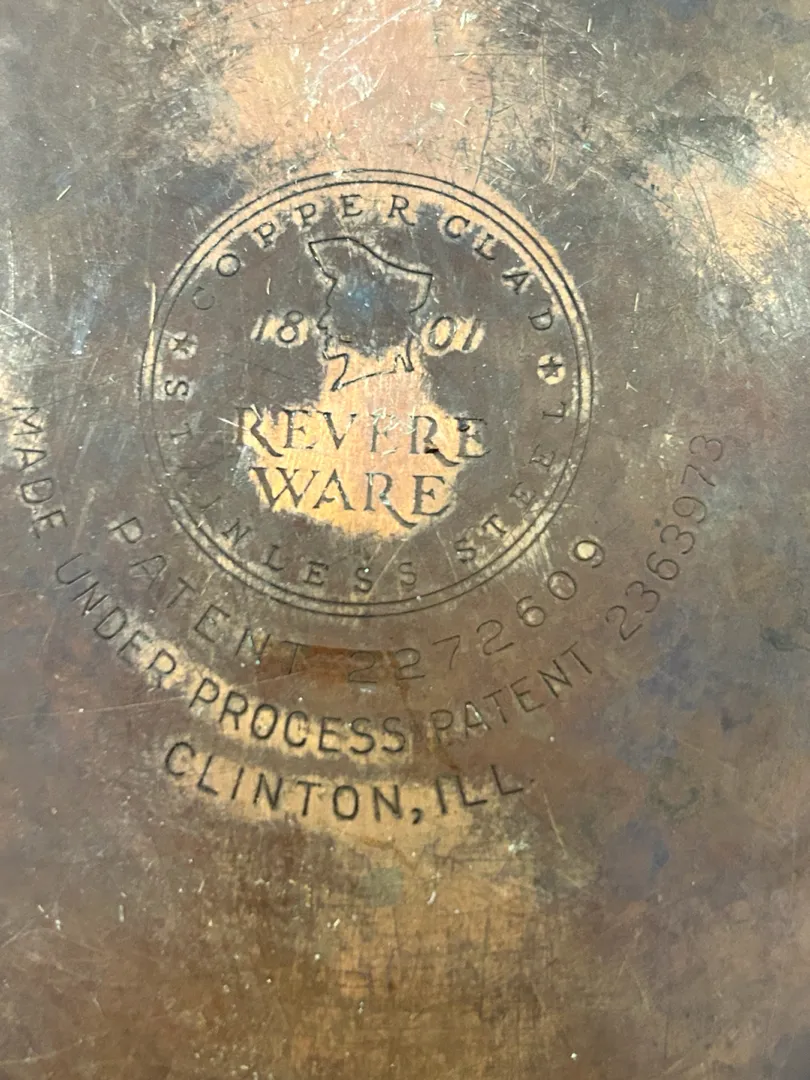 COPPER CLAD
1801
REVERE
WARE
STAINLESS STEEL
PATENT 2272609
MADE UNDER PROCESS PATENT 2363973
CLINTON, ILL.